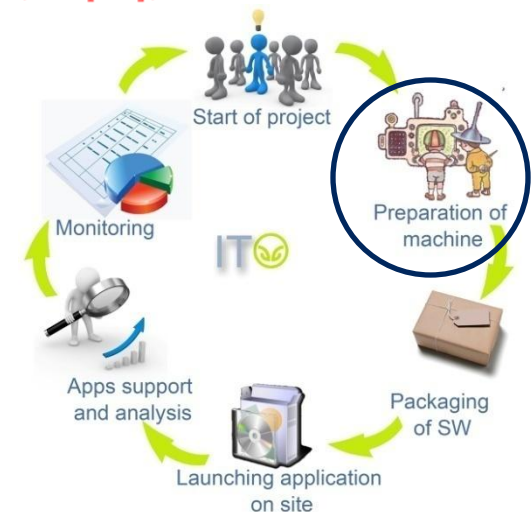 Start of project
Preparation of
machine
Packaging
of SW
Launching application
on site
Apps support
and analysis
Monitoring
IT